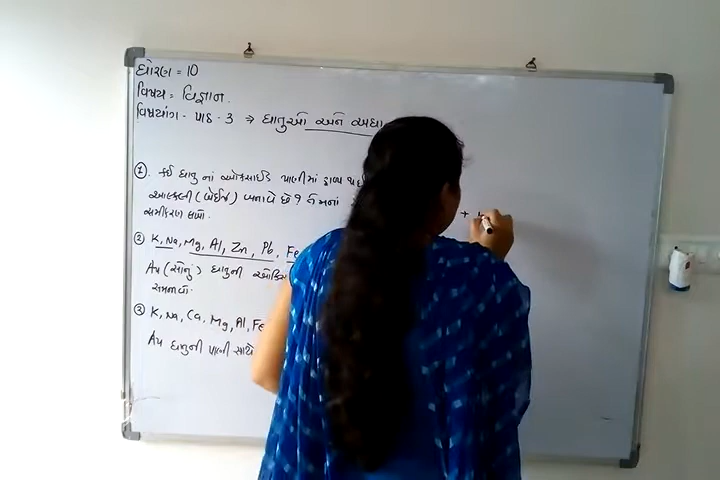 ધોરણ = 10
વિષય = વિજ્ઞાન.
વિષયાંગ - પાઠ - 3 ⇒ ધાતુઓ અને અધા
① કઈ ધાતુ નાં ઓક્સાઈડ પાણીમાં દ્રાવ્ય થઈ
આલ્કલી (બેઈઝ) બનાવે છે ? તેમનાં
સમીકરણ લખો.
② K, Na, Mg, Al, Zn, Pb, Fe
Au (સોનું) ધાતુની
સમજાવો.
③ K, Na, Ca, Mg, Al, Fe
Au ધાતુની પાણી સાથે
+